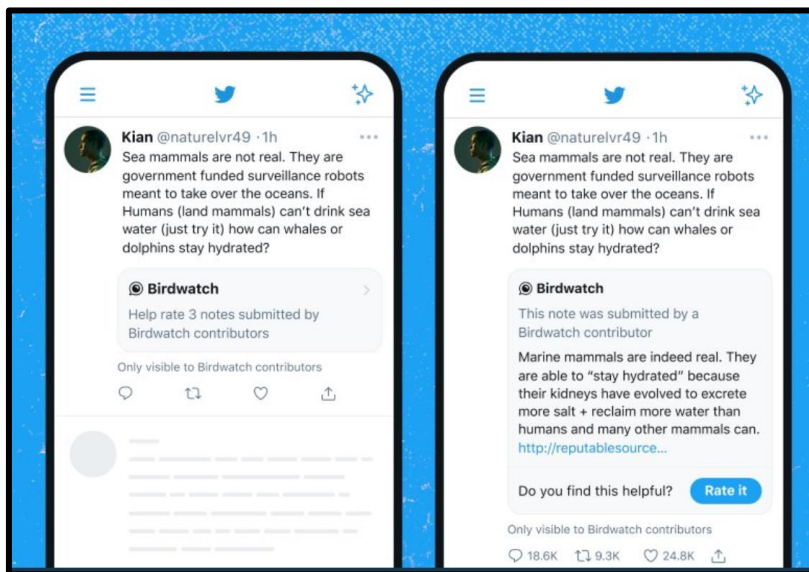 Kian @naturelvr49 · 1h
Sea mammals are not real. They are
government funded surveillance robots
meant to take over the oceans. If
Humans (land mammals) can't drink sea
water (just try it) how can whales or
dolphins stay hydrated?
Birdwatch
Help rate 3 notes submitted by
Birdwatch contributors
Only visible to Birdwatch contributors
Kian @naturelvr49 · 1h
Sea mammals are not real. They are
government funded surveillance robots
meant to take over the oceans. If
Humans (land mammals) can't drink sea
water (just try it) how can whales or
dolphins stay hydrated?
Birdwatch
This note was submitted by a
Birdwatch contributor
Marine mammals are indeed real. They
are able to “stay hydrated” because
their kidneys have evolved to excrete
more salt + reclaim more water than
humans and many other mammals can.
http://reputablesource...
Do you find this helpful? Rate it
Only visible to Birdwatch contributors
18.6K 9.3K 24.8K